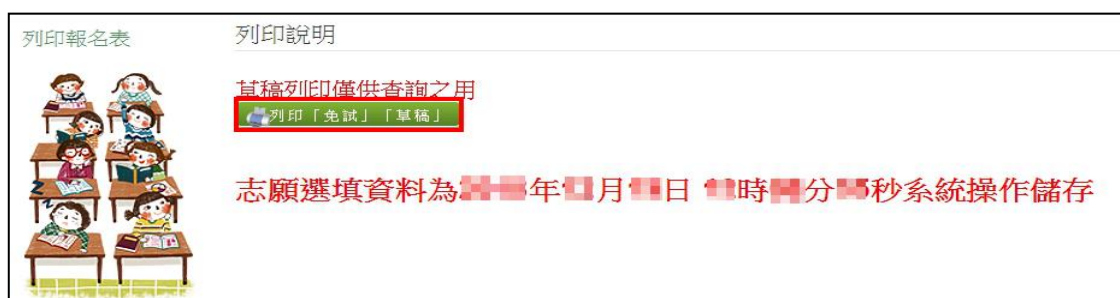 列印報名表
列印說明
草稿列印僅供查詢之用
列印「免試」「草稿」
志願選填資料為年月日 時分秒系統操作儲存